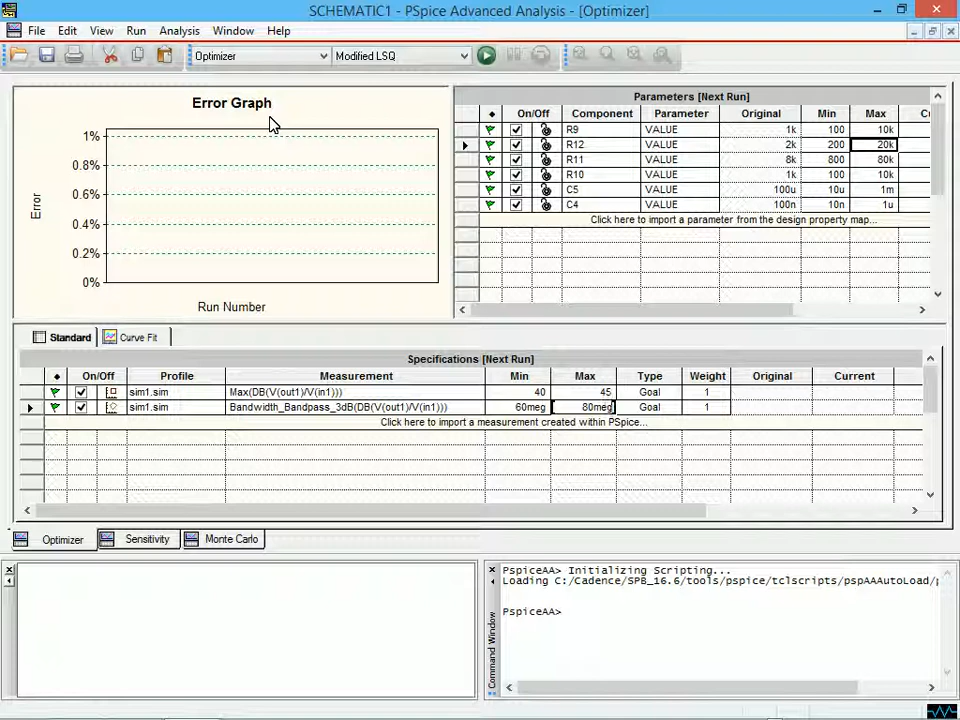 SCHEMATIC1 - PSpice Advanced Analysis - [Optimizer]
File Edit View Run Analysis Window Help
Optimizer Modified LSQ
Error Graph
1%
0.8%
0.6%
0.4%
0.2%
0%
Error
Run Number
Parameters [Next Run]
On/Off Component Parameter Original Min Max
R9 VALUE 1k 100 10k
R12 VALUE 2k 200 20k
R11 VALUE 8k 800 80k
R10 VALUE 1k 100 10k
C5 VALUE 100u 10u 1m
C4 VALUE 100n 10n 1u
Click here to import a parameter from the design property map...
Standard Curve Fit
Specifications [Next Run]
On/Off Profile Measurement Min Max Type Weight Original Current
sim1.sim Max(DB(V(out1)/V(in1))) 40 45 Goal 1
sim1.sim Bandwidth_Bandpass_3dB(DB(V(out1)/V(in1))) 60meg 80meg Goal 1
Click here to import a measurement created within PSpice...
Optimizer Sensitivity Monte Carlo
Command Window
PspiceAA> Initializing Scripting...
Loading C:/Cadence/SPB_16.6/tools/pspice/tclscripts/pspAAAutoLoad/
PspiceAA>